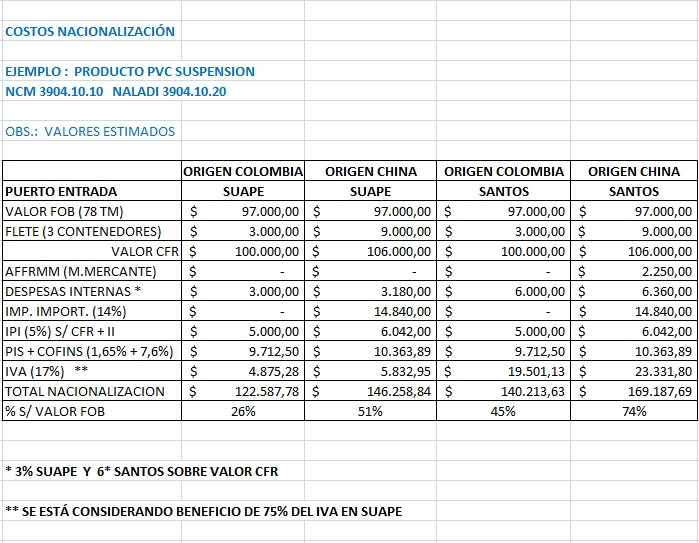 COSTOS NACIONALIZACIÓN
EJEMPLO : PRODUCTO PVC SUSPENSION
NCM 3904.10.10 NALADI 3904.10.20
OBS.: VALORES ESTIMADOS
ORIGEN COLOMBIA ORIGEN CHINA ORIGEN COLOMBIA ORIGEN CHINA
PUERTO ENTRADA SUAPE SUAPE SANTOS SANTOS
VALOR FOB (78 TM) $ 97.000,00 $ 97.000,00 $ 97.000,00 $ 97.000,00
FLETE (3 CONTENEDORES) $ 3.000,00 $ 9.000,00 $ 3.000,00 $ 9.000,00
VALOR CFR $ 100.000,00 $ 106.000,00 $ 100.000,00 $ 106.000,00
AFFRMM (M.MERCANTE) $ - $ - $ - $ 2.250,00
DESPESAS INTERNAS * $ 3.000,00 $ 3.180,00 $ 6.000,00 $ 6.360,00
IMP. IMPORT. (14%) $ - $ 14.840,00 $ - $ 14.840,00
IPI (5%) S/ CFR + II $ 5.000,00 $ 6.042,00 $ 5.000,00 $ 6.042,00
PIS + COFINS (1,65% + 7,6%) $ 9.712,50 $ 10.363,89 $ 9.712,50 $ 10.363,89
IVA (17%) ** $ 4.875,28 $ 5.832,95 $ 19.501,13 $ 23.331,80
TOTAL NACIONALIZACION $ 122.587,78 $ 146.258,84 $ 140.213,63 $ 169.187,69
% S/ VALOR FOB 26% 51% 45% 74%
* 3% SUAPE Y 6* SANTOS SOBRE VALOR CFR
** SE ESTÁ CONSIDERANDO BENEFICIO DE 75% DEL IVA EN SUAPE